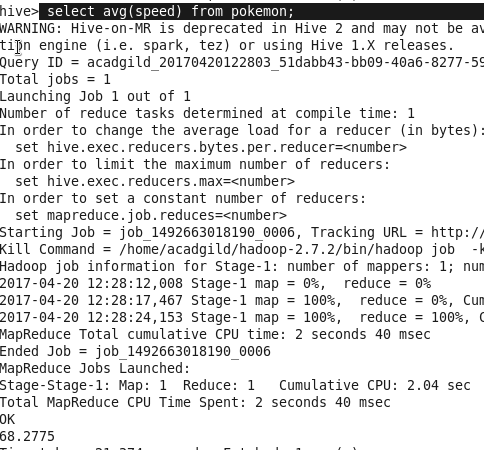 hive> select avg(speed) from pokemon;
WARNING: Hive-on-MR is deprecated in Hive 2 and may not be av
tion engine (i.e. spark, tez) or using Hive 1.X releases.
Query ID = acadgild_20170420122803_51dabb43-bb09-40a6-8277-59
Total jobs = 1
Launching Job 1 out of 1
Number of reduce tasks determined at compile time: 1
In order to change the average load for a reducer (in bytes):
  set hive.exec.reducers.bytes.per.reducer=<number>
In order to limit the maximum number of reducers:
  set hive.exec.reducers.max=<number>
In order to set a constant number of reducers:
  set mapreduce.job.reduces=<number>
Starting Job = job_1492663018190_0006, Tracking URL = http://
Kill Command = /home/acadgild/hadoop-2.7.2/bin/hadoop job  -k
Hadoop job information for Stage-1: number of mappers: 1; num
2017-04-20 12:28:12,008 Stage-1 map = 0%,  reduce = 0%
2017-04-20 12:28:17,467 Stage-1 map = 100%,  reduce = 0%, Cum
2017-04-20 12:28:24,153 Stage-1 map = 100%,  reduce = 100%, C
MapReduce Total cumulative CPU time: 2 seconds 40 msec
Ended Job = job_1492663018190_0006
MapReduce Jobs Launched:
Stage-Stage-1: Map: 1  Reduce: 1   Cumulative CPU: 2.04 sec
Total MapReduce CPU Time Spent: 2 seconds 40 msec
OK
68.2775